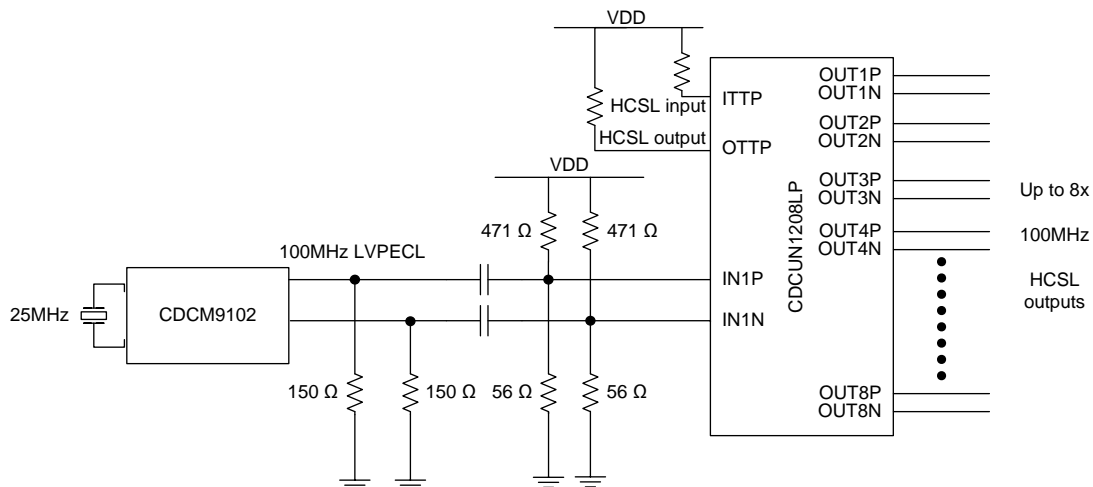 VDD
OUT1P
OUT1N
ITTP
HCSL input
OUT2P
OUT2N
HCSL output
OTTP
VDD
OUT3P
OUT3N
Up to 8x
CDCUN1208LP
471 Ω
471 Ω
OUT4P
OUT4N
100MHz
100MHz LVPECL
IN1P
HCSL
outputs
25MHz
CDCM9102
IN1N
150 Ω
150 Ω
56 Ω
56 Ω
OUT8P
OUT8N